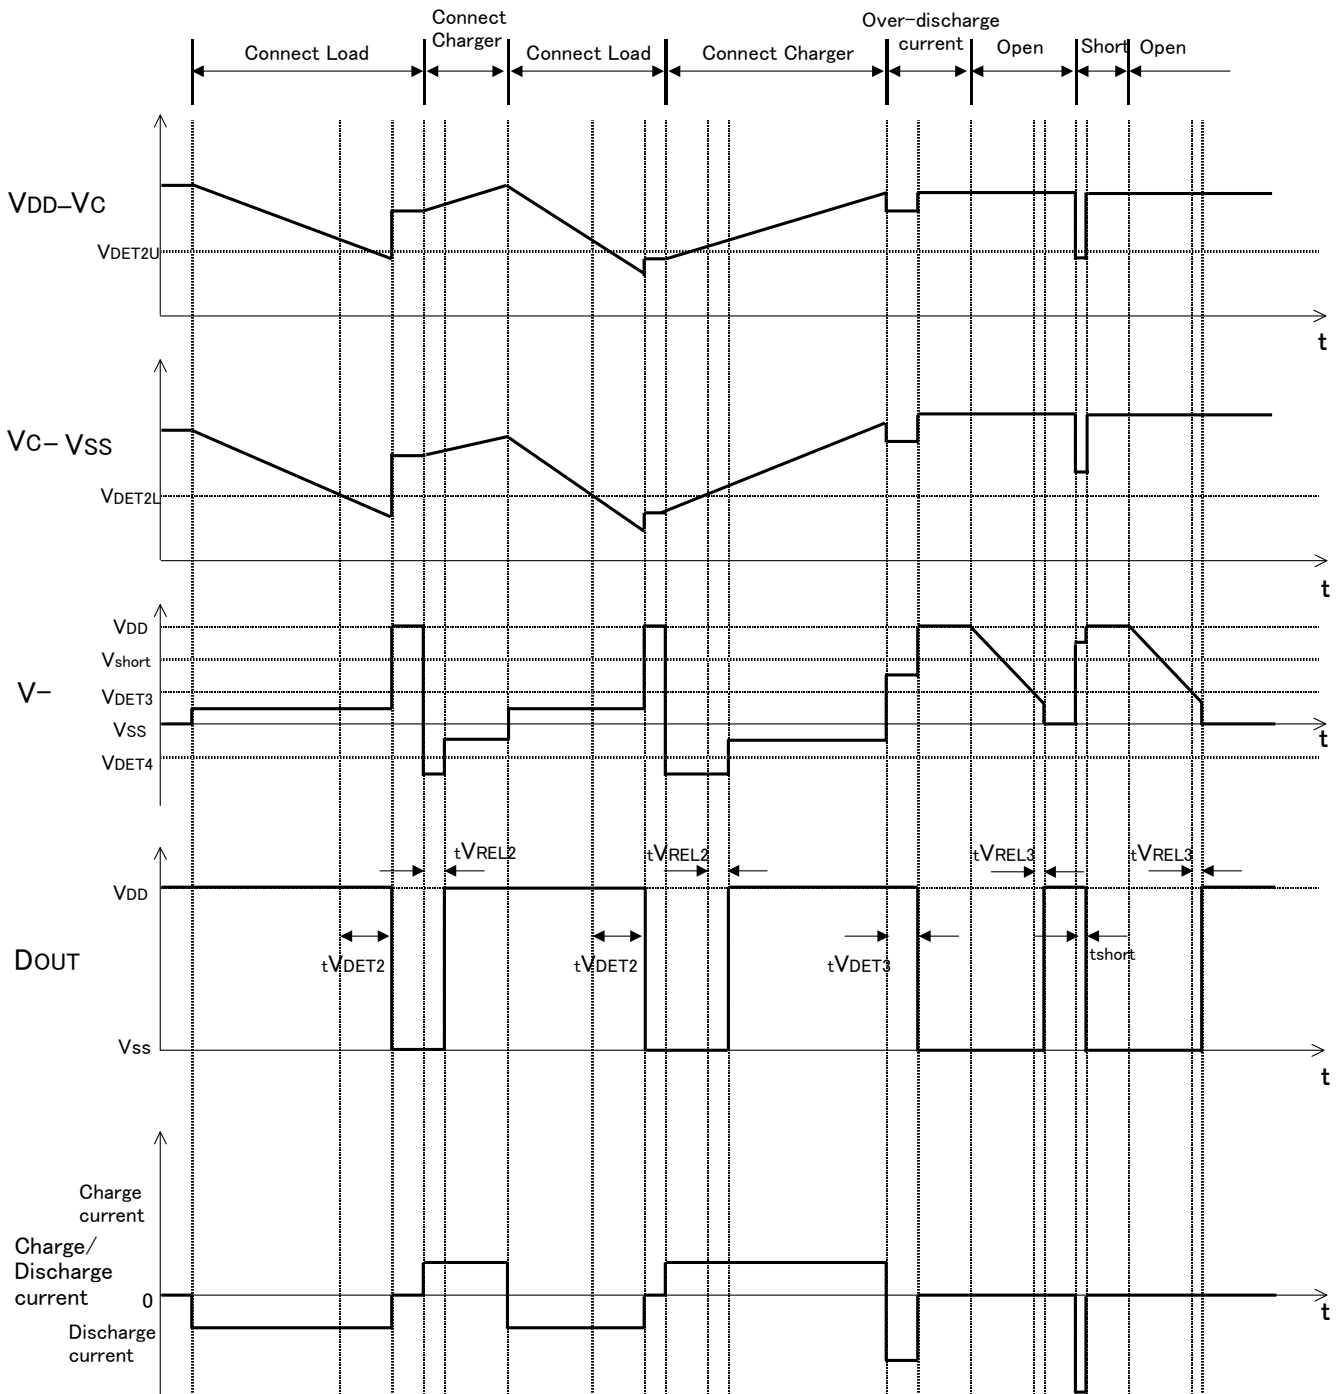 Connect Load
Connect
Charger
Connect Load
Connect Charger
Over-discharge
current
Open
Short
Open
VDD-VC
VDET2U
t
VC-VSS
VDET2L
t
V-
VDD
Vshort
VDET3
VSS
VDET4
t
DOUT
VDD
VSS
tVREL2
tVREL2
tVREL3
tVREL3
tVDET2
tVDET2
tVDET3
tshort
t
Charge
current
Charge/
Discharge
current
0
Discharge
current
t